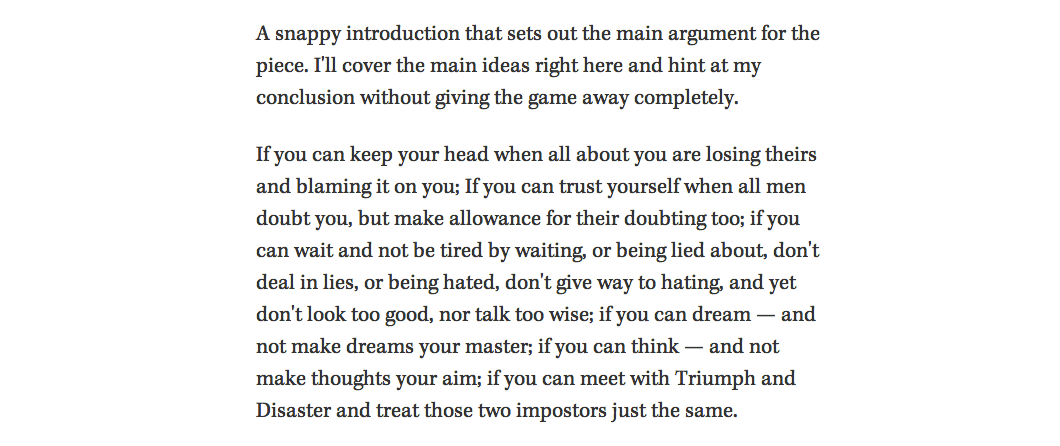 A snappy introduction that sets out the main argument for the
piece. I'll cover the main ideas right here and hint at my
conclusion without giving the game away completely.
If you can keep your head when all about you are losing theirs
and blaming it on you; If you can trust yourself when all men
doubt you, but make allowance for their doubting too; if you
can wait and not be tired by waiting, or being lied about, don't
deal in lies, or being hated, don't give way to hating, and yet
don't look too good, nor talk too wise; if you can dream — and
not make dreams your master; if you can think — and not
make thoughts your aim; if you can meet with Triumph and
Disaster and treat those two impostors just the same.